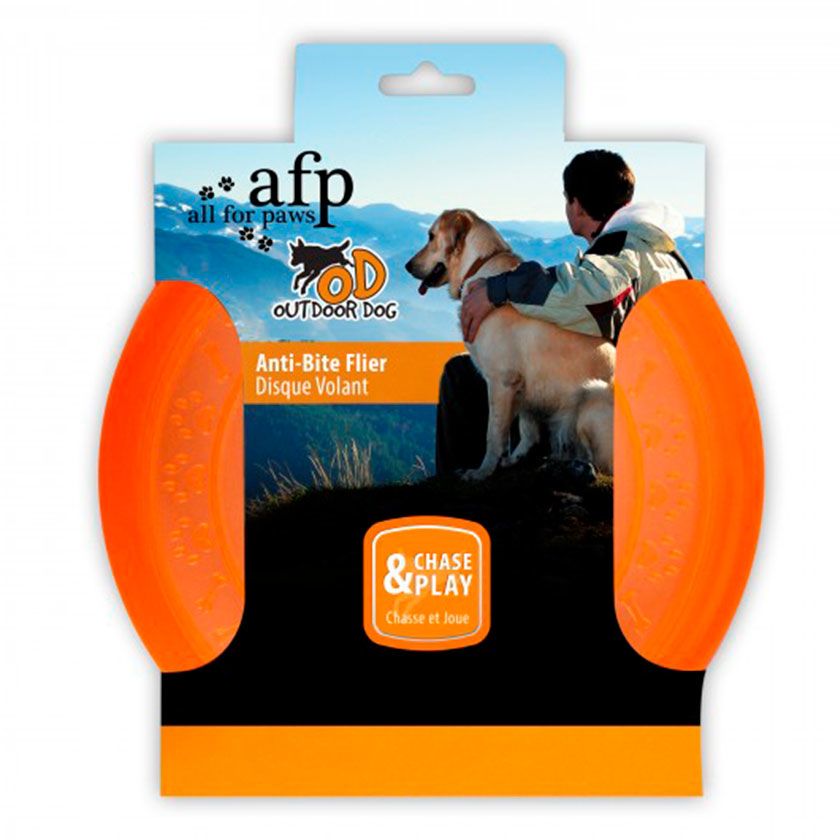 afp
all for paws
OD
OUTDOOR DOG
Anti-Bite Flier
Disque Volant
& CHASE
PLAY
Chasse et Joue